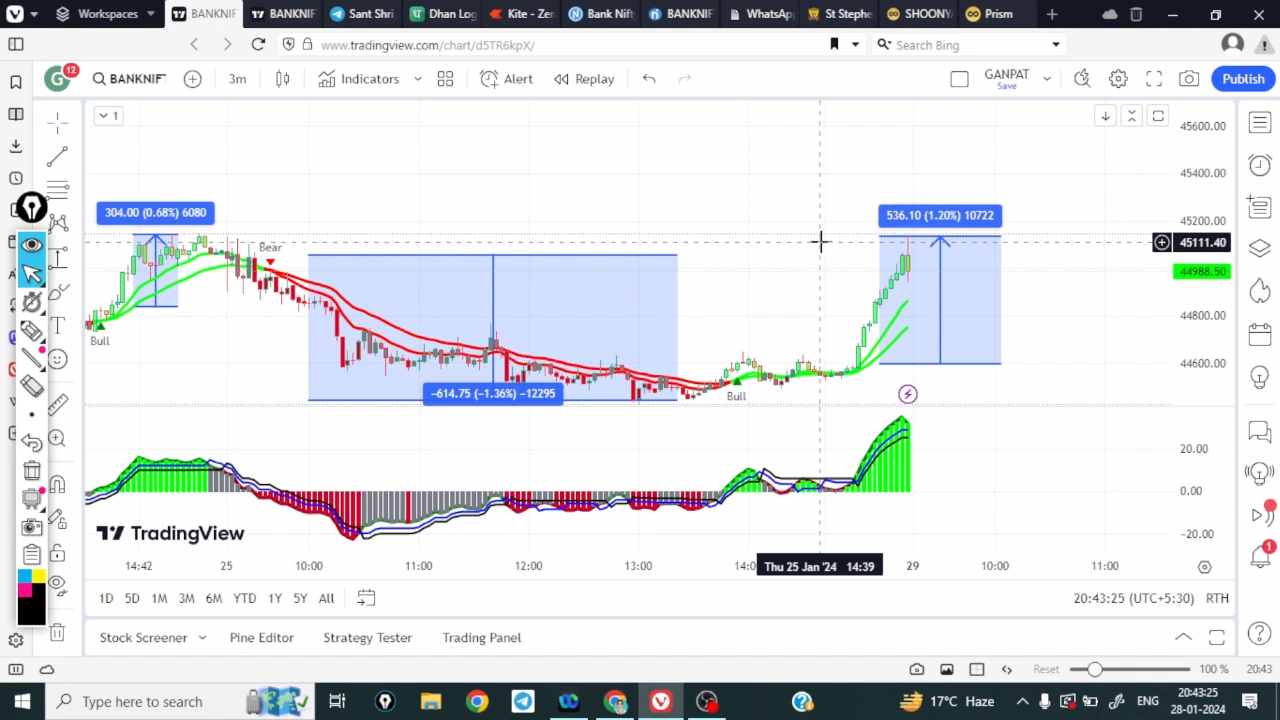 Workspaces
BANKNIF
BANKNIF
Sant Shri
Dhan Log
Kite - Zer
Bank Nift
BANKNIF
WhatsAp
St Stephe
SHOONY
Prism
www.tradingview.com/chart/d5TR6kpX/
Search Bing
G
12
BANKNIF
3m
Indicators
Alert
Replay
GANPAT
Save
Publish
1
45600.00
45400.00
45200.00
45111.40
44988.50
44800.00
44600.00
304.00 (0.68%) 6080
536.10 (1.20%) 10722
Bear
Bull
−614.75 (−1.36%) −12295
Bull
20.00
0.00
−20.00
TradingView
14:42
25
10:00
11:00
12:00
13:00
14:0
Thu 25 Jan '24 14:39
29
10:00
11:00
1D 5D 1M 3M 6M YTD 1Y 5Y All
20:43:25 (UTC+5:30) RTH
1
Stock Screener
Pine Editor
Strategy Tester
Trading Panel
Reset
100 %
20:43
Type here to search
17°C Haze
ENG
20:43:25
28-01-2024